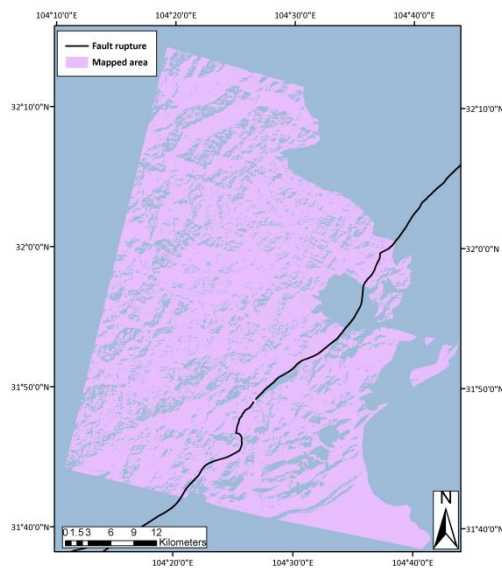 104°10'0"E 104°20'0"E 104°30'0"E 104°40'0"E
Fault rupture
Mapped area
32°10'0"N 32°10'0"N
32°0'0"N 32°0'0"N
31°50'0"N 31°50'0"N
31°40'0"N 31°40'0"N
N
0 1.5 3 6 9 12
Kilometers
104°20'0"E 104°30'0"E 104°40'0"E